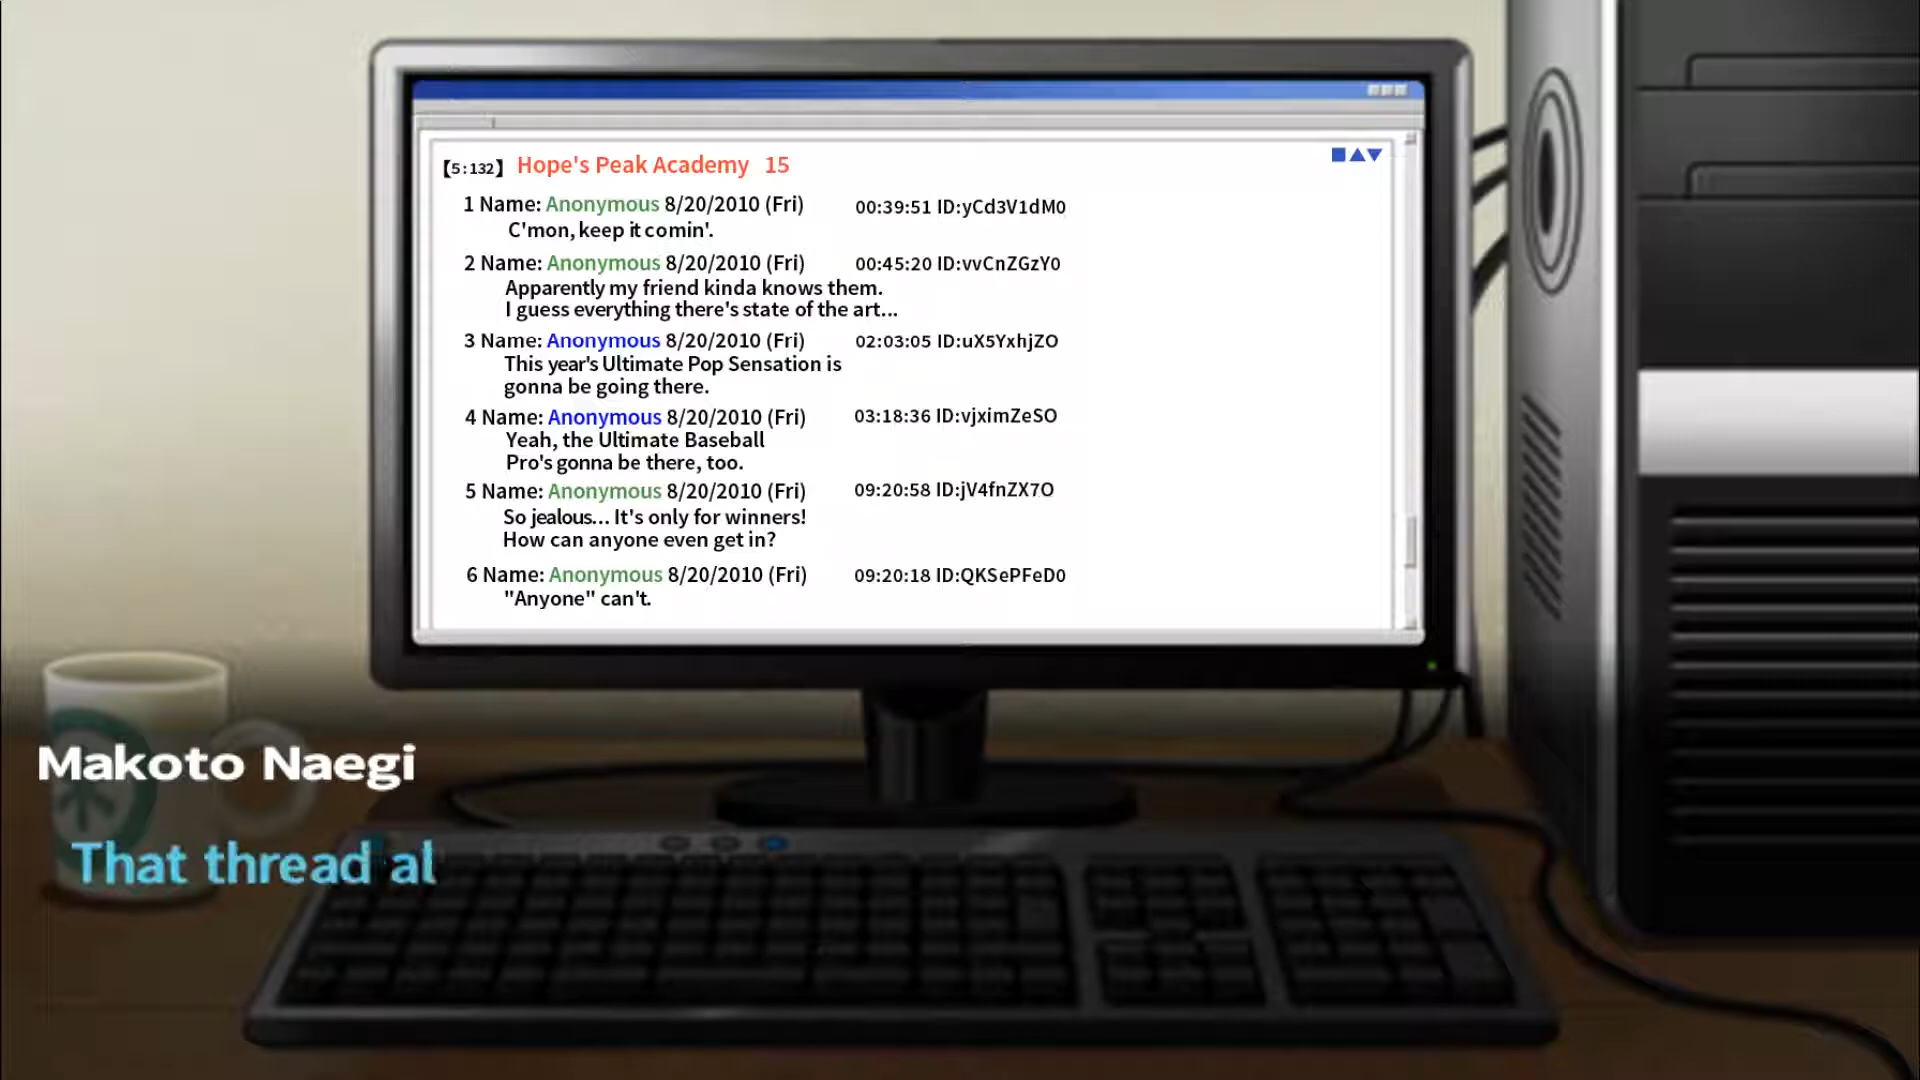 【5:132】 Hope's Peak Academy 15
1 Name: Anonymous 8/20/2010 (Fri) 00:39:51 ID:yCd3V1dM0
C'mon, keep it comin'.
2 Name: Anonymous 8/20/2010 (Fri) 00:45:20 ID:vvCnZGzY0
Apparently my friend kinda knows them.
I guess everything there's state of the art...
3 Name: Anonymous 8/20/2010 (Fri) 02:03:05 ID:uX5YxhjZO
This year's Ultimate Pop Sensation is
gonna be going there.
4 Name: Anonymous 8/20/2010 (Fri) 03:18:36 ID:vjximZeSO
Yeah, the Ultimate Baseball
Pro's gonna be there, too.
5 Name: Anonymous 8/20/2010 (Fri) 09:20:58 ID:jV4fnZX7O
So jealous... It's only for winners!
How can anyone even get in?
6 Name: Anonymous 8/20/2010 (Fri) 09:20:18 ID:QKSePFeD0
"Anyone" can't.
Makoto Naegi
That thread al